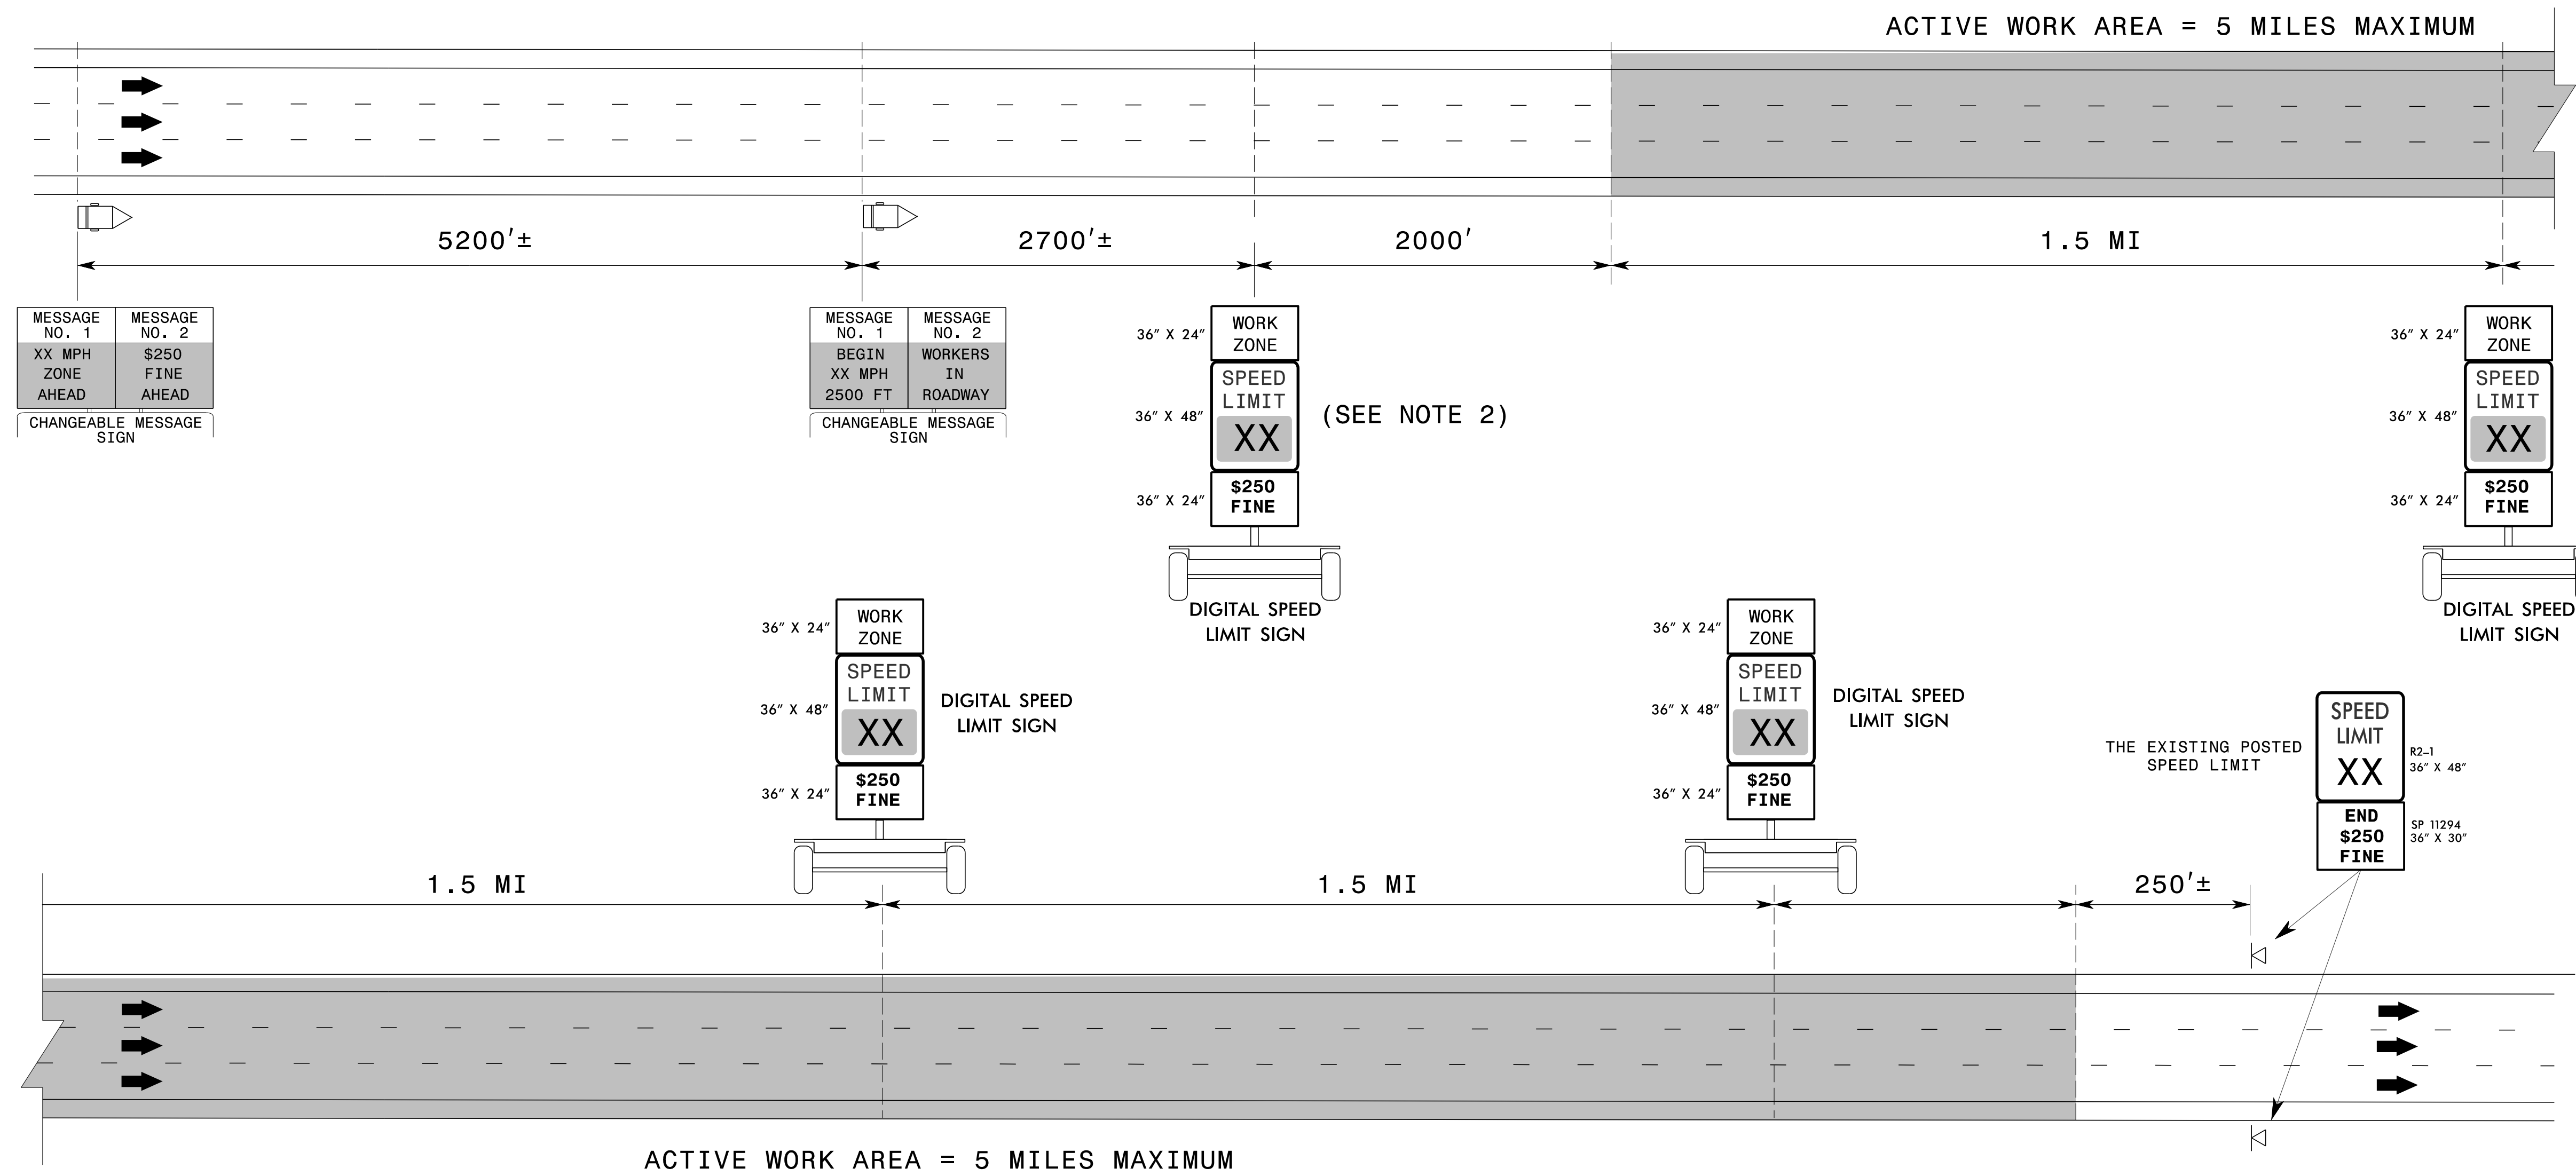 ACTIVE WORK AREA = 5 MILES MAXIMUM
5200'±
2700'±
2000'
1.5 MI
MESSAGE NO. 1
MESSAGE NO. 2
XX MPH
ZONE
AHEAD
$250
FINE
AHEAD
CHANGEABLE MESSAGE
SIGN
MESSAGE NO. 1
MESSAGE NO. 2
BEGIN
XX MPH
2500 FT
WORKERS
IN
ROADWAY
CHANGEABLE MESSAGE
SIGN
36" X 24"
WORK
ZONE
36" X 48"
SPEED
LIMIT
XX
(SEE NOTE 2)
36" X 24"
$250
FINE
DIGITAL SPEED
LIMIT SIGN
36" X 24"
WORK
ZONE
36" X 48"
SPEED
LIMIT
XX
36" X 24"
$250
FINE
DIGITAL SPEED
LIMIT SIGN
36" X 24"
WORK
ZONE
36" X 48"
SPEED
LIMIT
XX
DIGITAL SPEED
LIMIT SIGN
36" X 24"
$250
FINE
36" X 24"
WORK
ZONE
36" X 48"
SPEED
LIMIT
XX
DIGITAL SPEED
LIMIT SIGN
36" X 24"
$250
FINE
THE EXISTING POSTED
SPEED LIMIT
SPEED
LIMIT
XX
R2-1
36" X 48"
END
$250
FINE
SP 11294
36" X 30"
1.5 MI
1.5 MI
250'±
ACTIVE WORK AREA = 5 MILES MAXIMUM